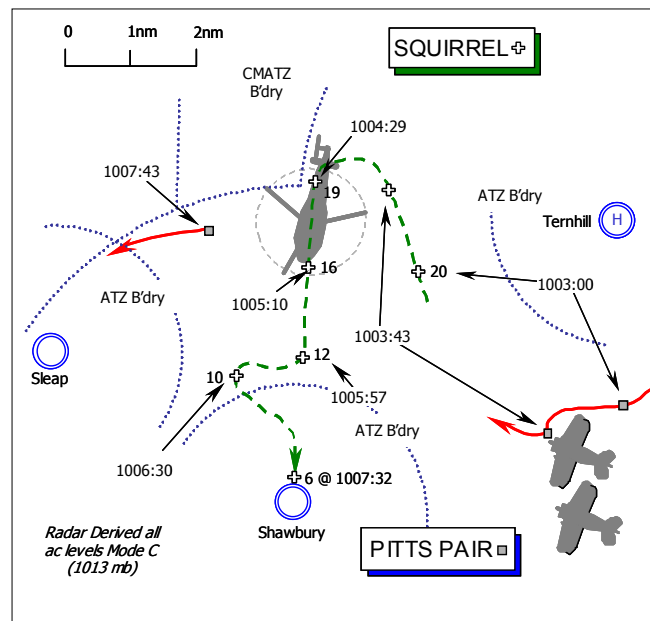 0
1nm
2nm
SQUIRREL
CMATZ
B'dry
1004:29
1007:43
19
ATZ B'dry
Ternhill
H
20
1003:00
16
ATZ B'dry
1005:10
1003:43
Sleap
12
10
1005:57
ATZ B'dry
1006:30
6 @ 1007:32
Shawbury
Radar Derived all
ac levels Mode C
(1013 mb)
PITTS PAIR